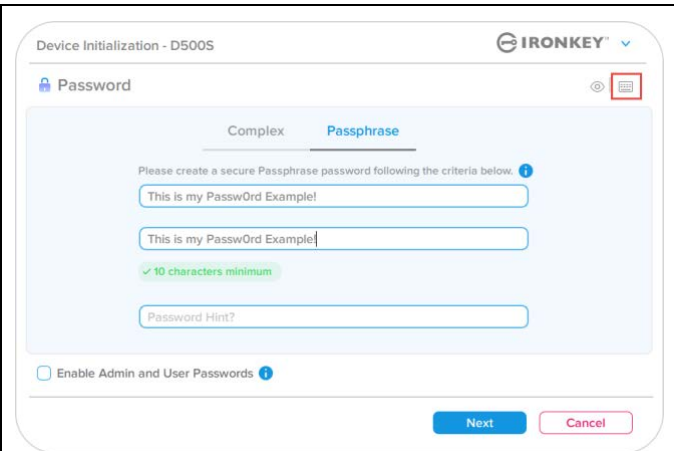 Device Initialization - D500S
IRONKEY™
Password
Complex Passphrase
Please create a secure Passphrase password following the criteria below.
This is my Passw0rd Example!
This is my Passw0rd Example!
✓ 10 characters minimum
Password Hint?
Enable Admin and User Passwords
Next Cancel